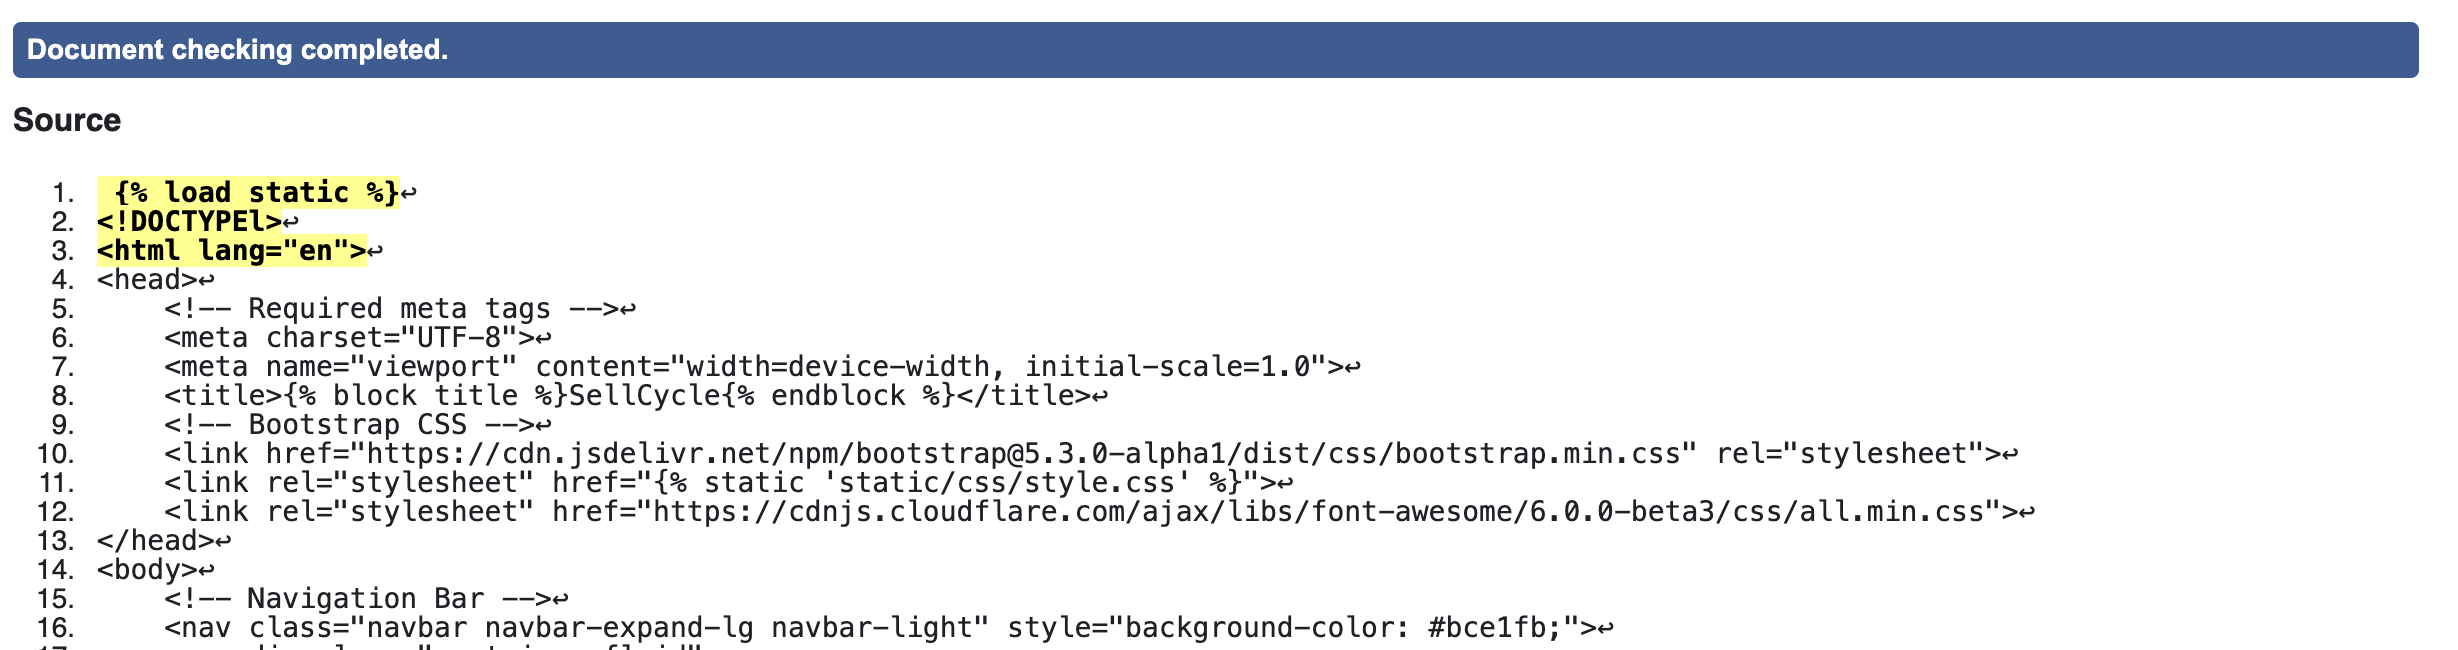 Document checking completed.
Source
1. {% load static %}↩
2. <!DOCTYPEl>↩
3. <html lang="en">↩
4. <head>↩
5.     <!-- Required meta tags -->↩
6.     <meta charset="UTF-8">↩
7.     <meta name="viewport" content="width=device-width, initial-scale=1.0">↩
8.     <title>{% block title %}SellCycle{% endblock %}</title>↩
9.     <!-- Bootstrap CSS -->↩
10.     <link href="https://cdn.jsdelivr.net/npm/bootstrap@5.3.0-alpha1/dist/css/bootstrap.min.css" rel="stylesheet">↩
11.     <link rel="stylesheet" href="{% static 'static/css/style.css' %}">↩
12.     <link rel="stylesheet" href="https://cdnjs.cloudflare.com/ajax/libs/font-awesome/6.0.0-beta3/css/all.min.css">↩
13. </head>↩
14. <body>↩
15.     <!-- Navigation Bar -->↩
16.     <nav class="navbar navbar-expand-lg navbar-light" style="background-color: #bce1fb;">↩